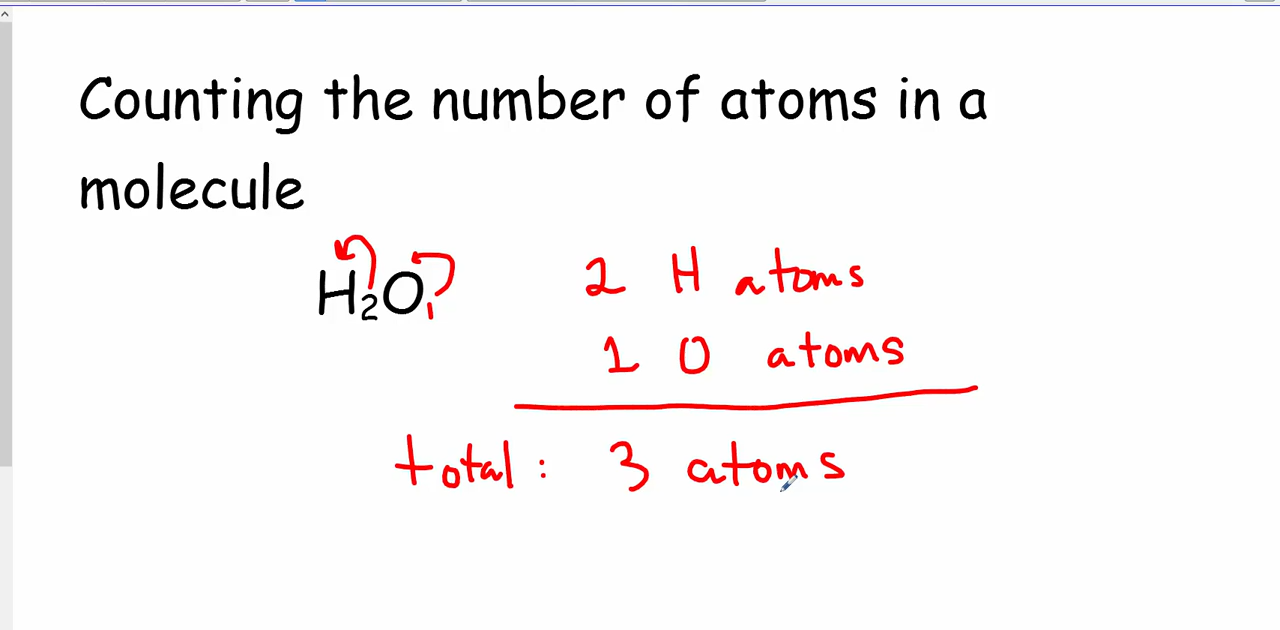 Counting the number of atoms in a
molecule
H₂O₁ 2 H atoms
1 O atoms
total: 3 atoms